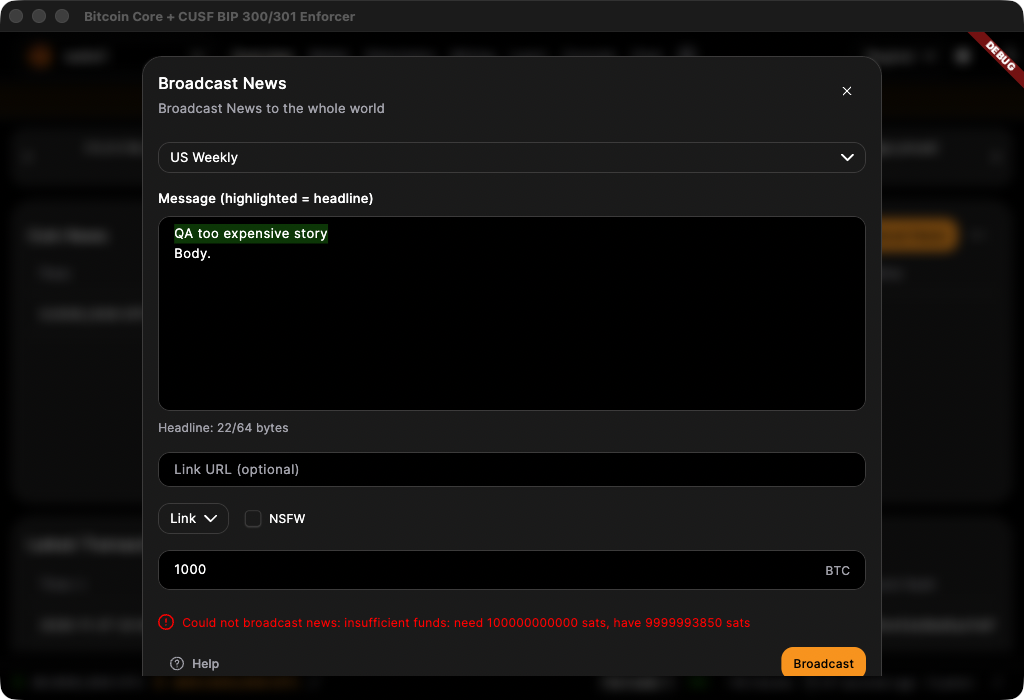 Bitcoin Core + CUSF BIP 300/301 Enforcer
DEBUG
Broadcast News
Broadcast News to the whole world
US Weekly
Message (highlighted = headline)
QA too expensive story
Body.
Headline: 22/64 bytes
Link URL (optional)
Link
NSFW
1000
BTC
Could not broadcast news: insufficient funds: need 100000000000 sats, have 9999993850 sats
Help
Broadcast